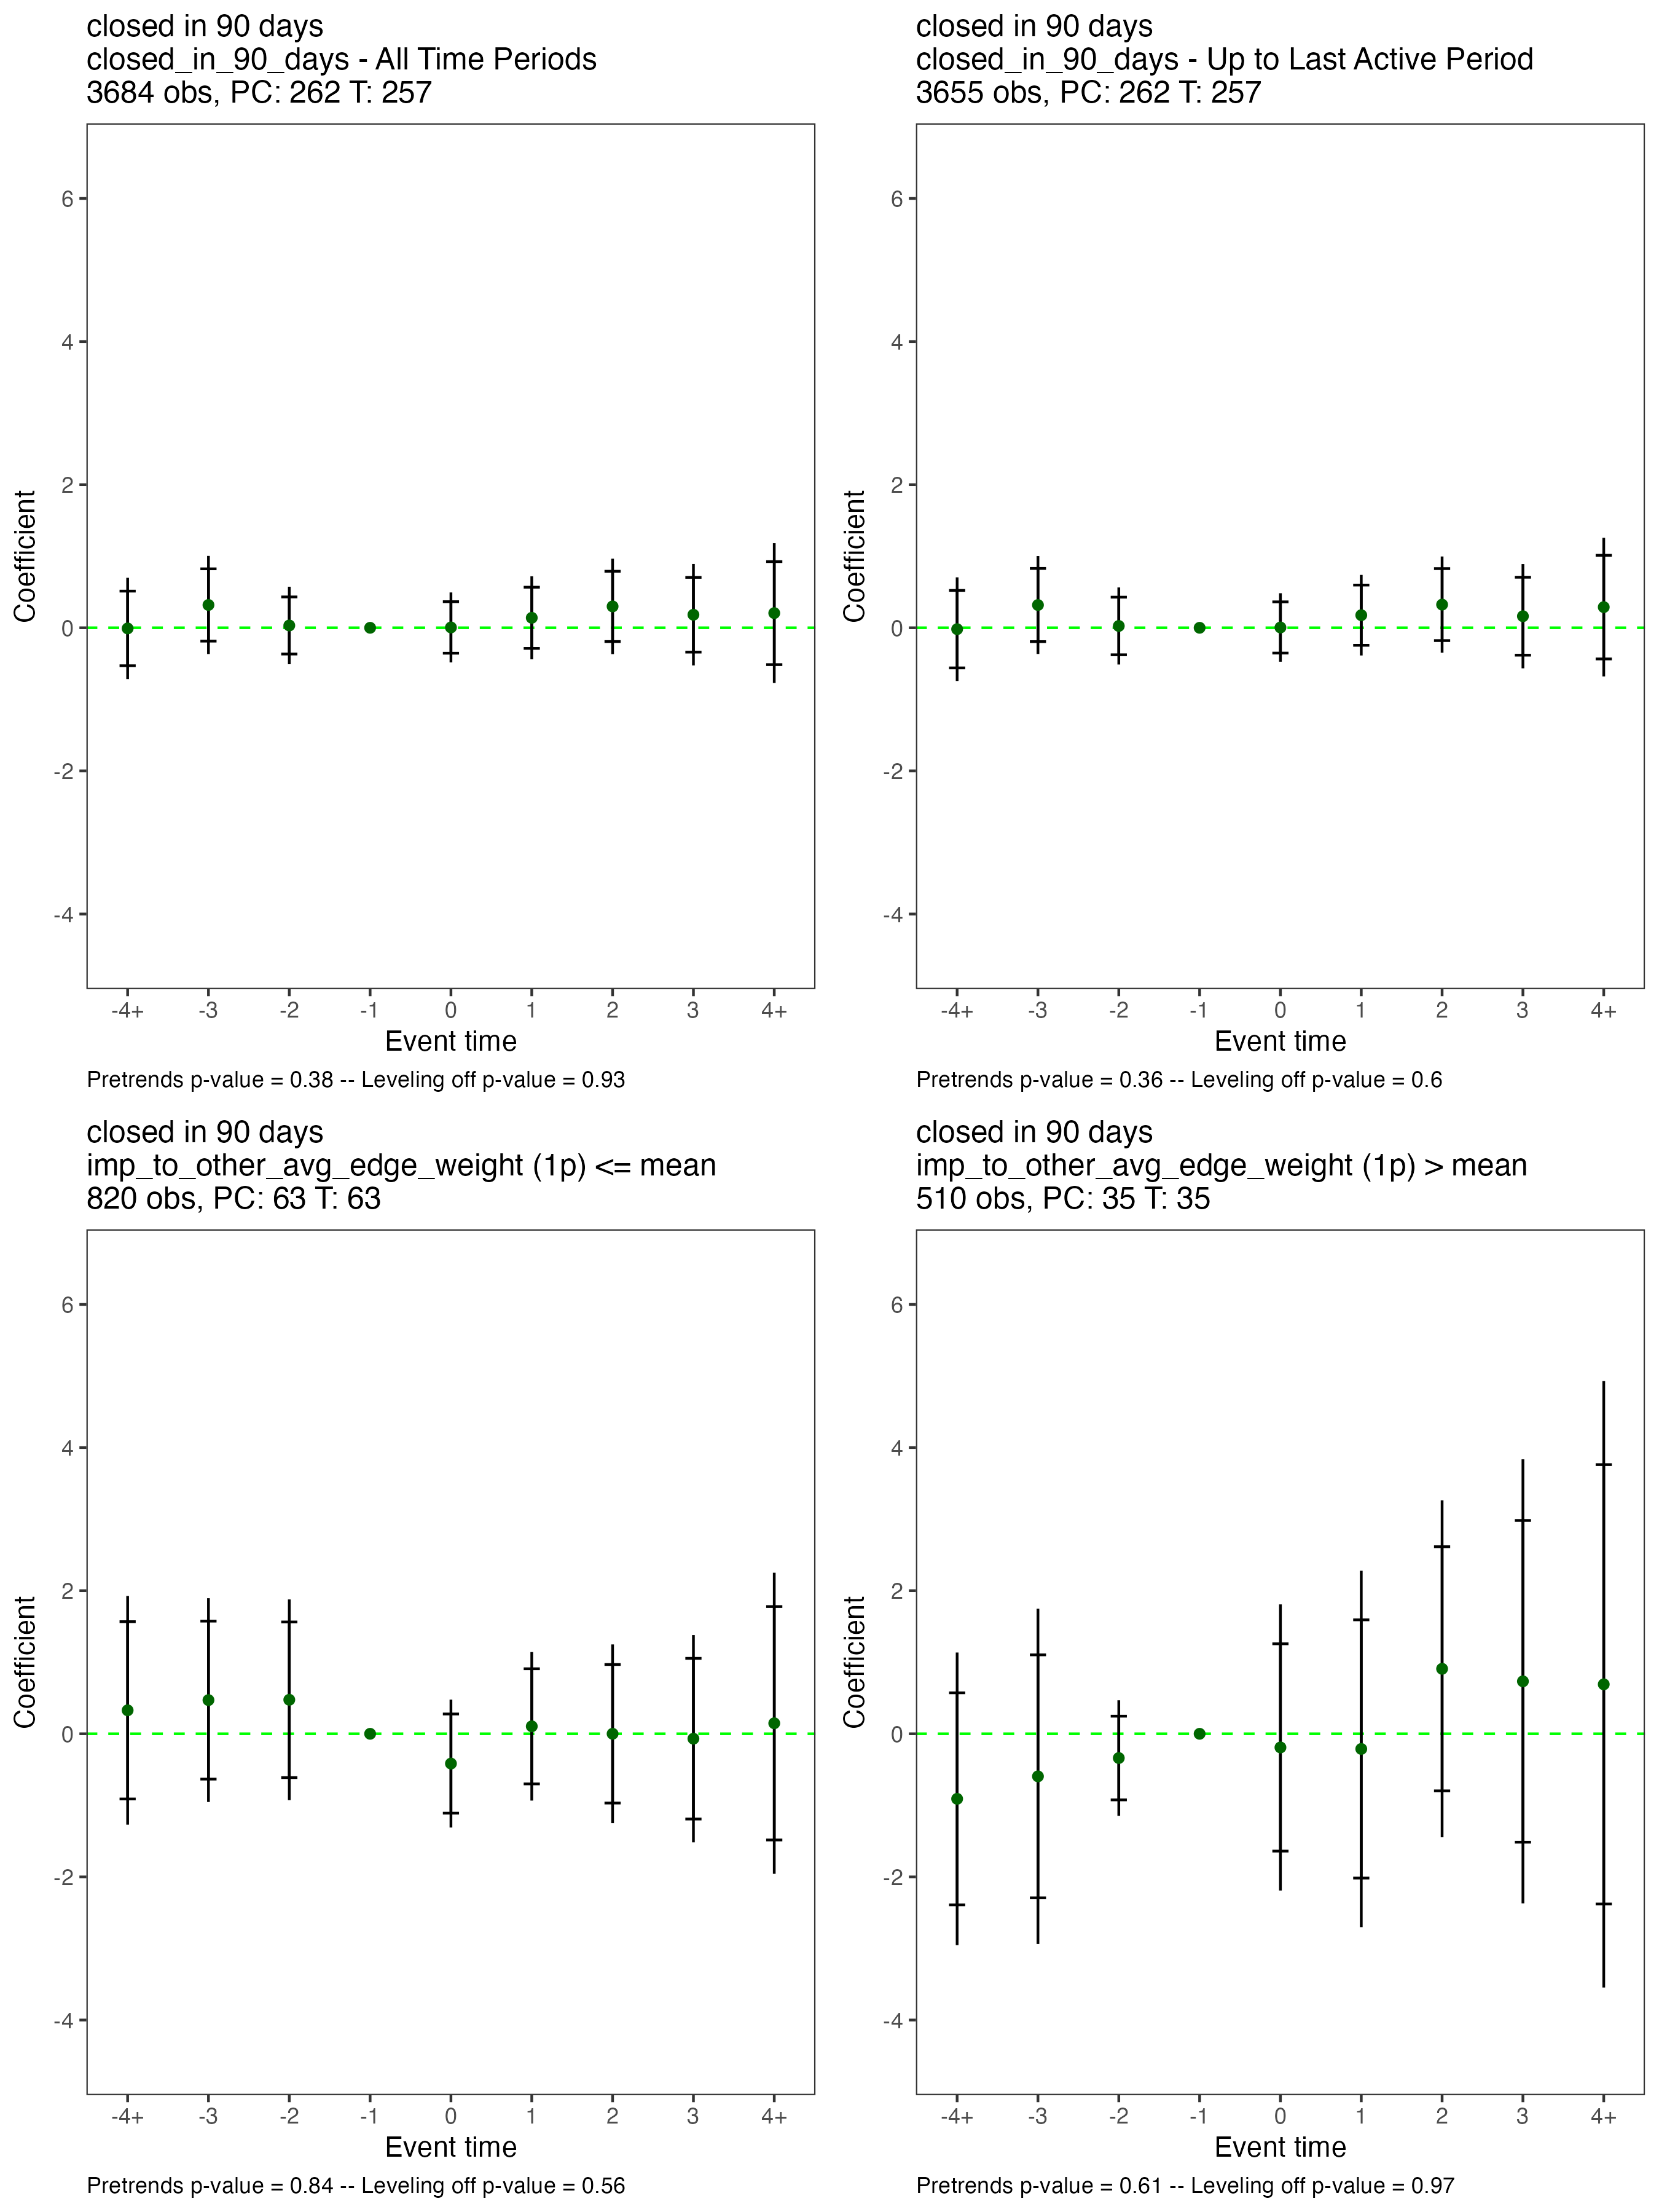 closed in 90 days
closed_in_90_days - All Time Periods
3684 obs, PC: 262 T: 257
6
4
2
0
-2
-4
Coefficient
-4+ -3 -2 -1 0 1 2 3 4+
Event time
Pretrends p-value = 0.38 -- Leveling off p-value = 0.93
closed in 90 days
closed_in_90_days - Up to Last Active Period
3655 obs, PC: 262 T: 257
6
4
2
0
-2
-4
Coefficient
-4+ -3 -2 -1 0 1 2 3 4+
Event time
Pretrends p-value = 0.36 -- Leveling off p-value = 0.6
closed in 90 days
imp_to_other_avg_edge_weight (1p) <= mean
820 obs, PC: 63 T: 63
6
4
2
0
-2
-4
Coefficient
-4+ -3 -2 -1 0 1 2 3 4+
Event time
Pretrends p-value = 0.84 -- Leveling off p-value = 0.56
closed in 90 days
imp_to_other_avg_edge_weight (1p) > mean
510 obs, PC: 35 T: 35
6
4
2
0
-2
-4
Coefficient
-4+ -3 -2 -1 0 1 2 3 4+
Event time
Pretrends p-value = 0.61 -- Leveling off p-value = 0.97